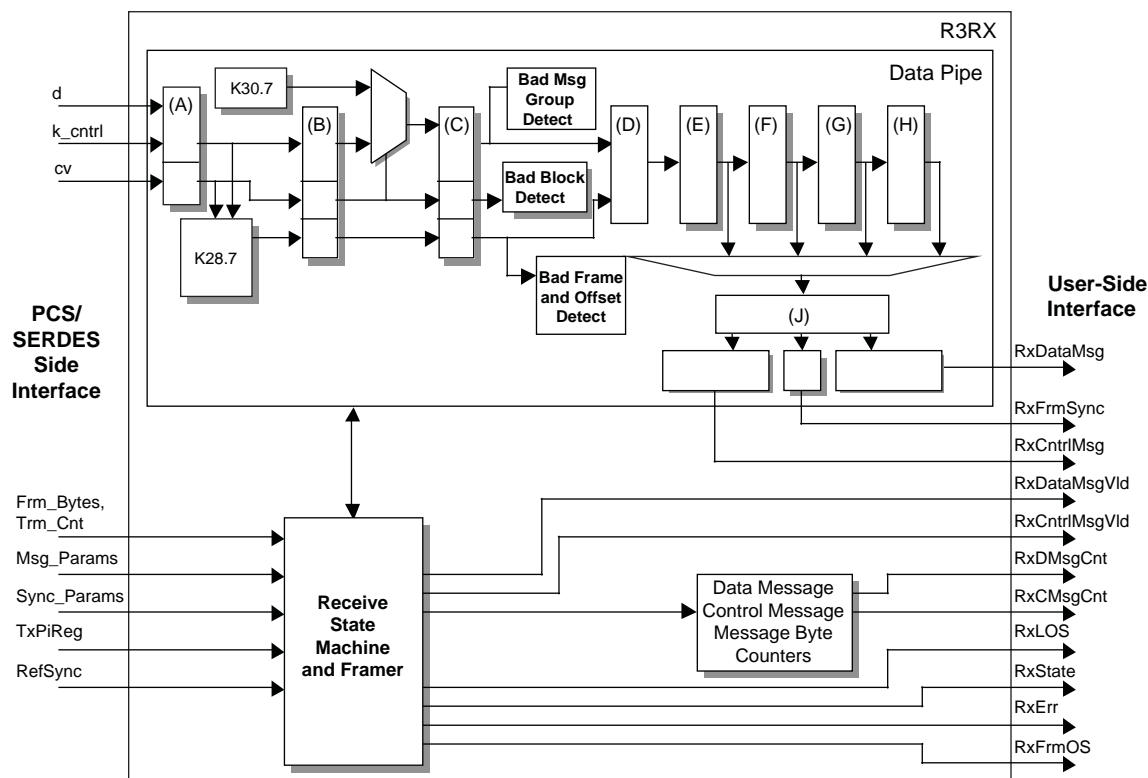 R3RX
Data Pipe
d
k_cntrl
cv
(A)
K30.7
(B)
(C)
Bad Msg
Group
Detect
(D)
(E)
(F)
(G)
(H)
Bad Block
Detect
K28.7
Bad Frame
and Offset
Detect
(J)
PCS/
SERDES
Side
Interface
User-Side
Interface
RxDataMsg
RxFrmSync
RxCntrlMsg
RxDataMsgVld
RxCntrlMsgVld
RxDMsgCnt
RxCMsgCnt
RxLOS
RxState
RxErr
RxFrmOS
Frm_Bytes,
Trm_Cnt
Msg_Params
Sync_Params
TxPiReg
RefSync
Receive
State
Machine
and Framer
Data Message
Control Message
Message Byte
Counters